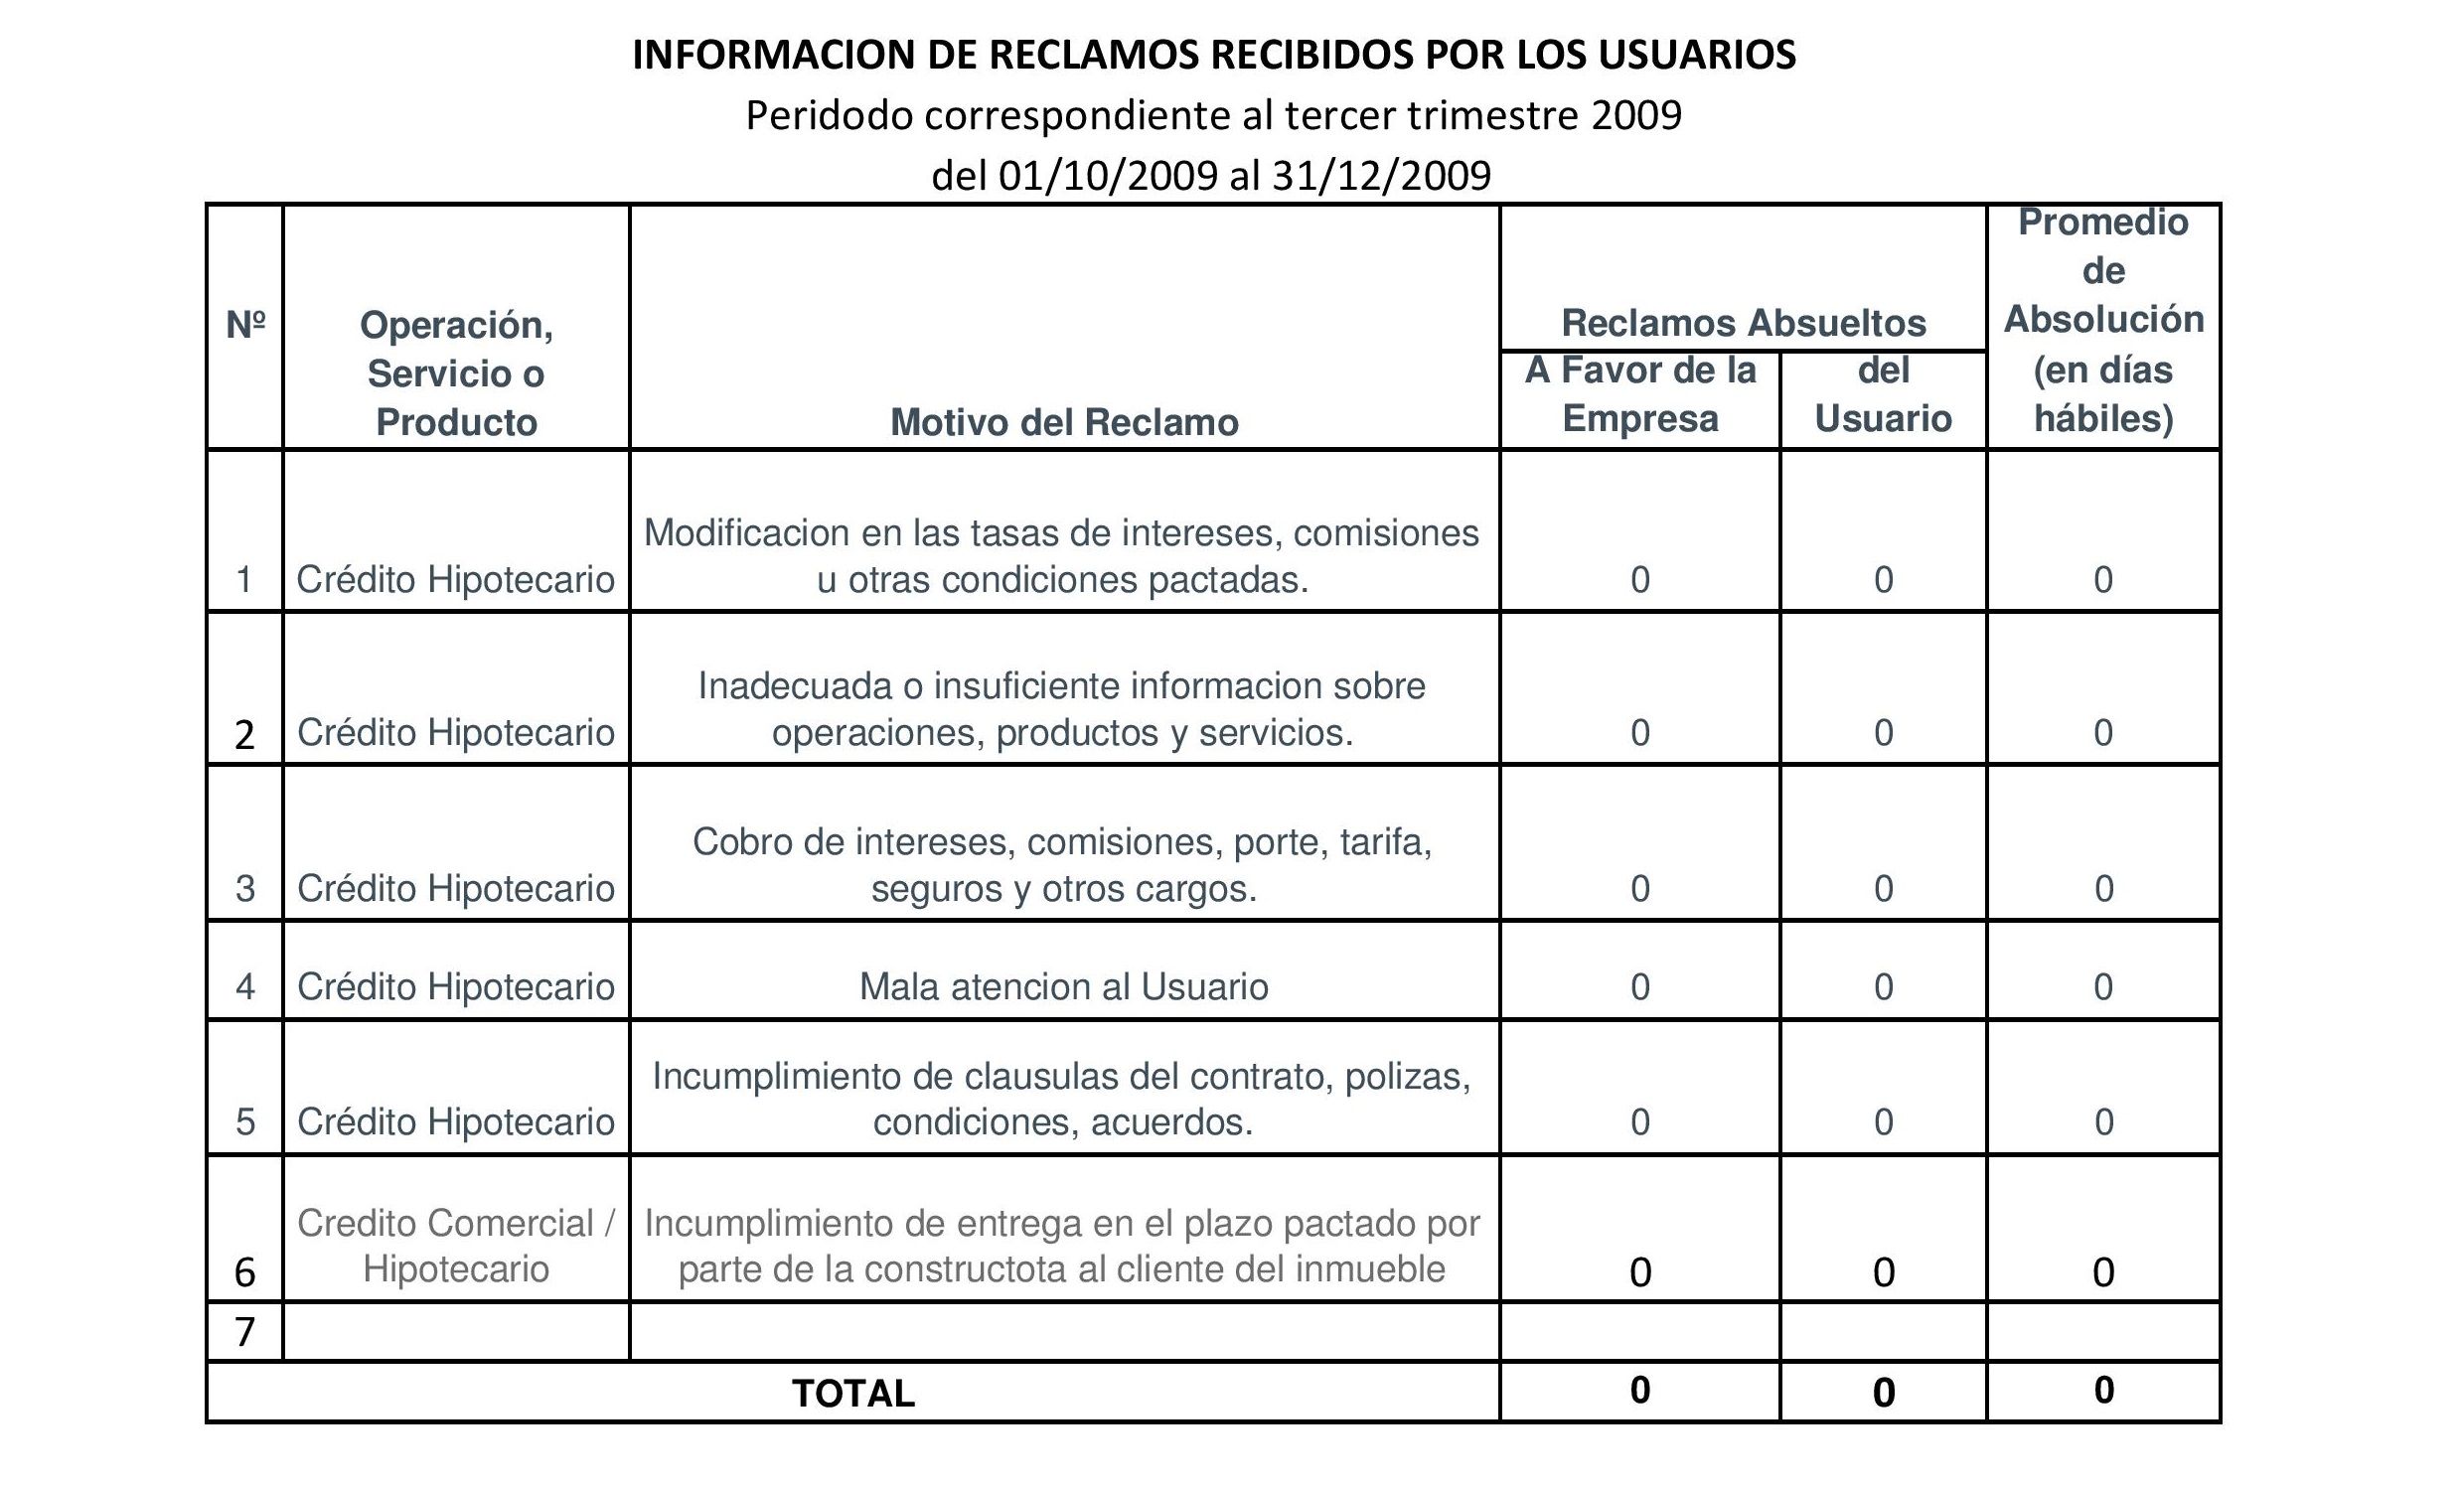 INFORMACION DE RECLAMOS RECIBIDOS POR LOS USUARIOS
Peridodo correspondiente al tercer trimestre 2009
del 01/10/2009 al 31/12/2009
Nº
Operación,
Servicio o
Producto
Motivo del Reclamo
Reclamos Absueltos
A Favor de la
Empresa
del
Usuario
Promedio
de
Absolución
(en días
hábiles)
1 Crédito Hipotecario
Modificacion en las tasas de intereses, comisiones
u otras condiciones pactadas.
0 0 0
2 Crédito Hipotecario
Inadecuada o insuficiente informacion sobre
operaciones, productos y servicios.
0 0 0
3 Crédito Hipotecario
Cobro de intereses, comisiones, porte, tarifa,
seguros y otros cargos.
0 0 0
4 Crédito Hipotecario Mala atencion al Usuario 0 0 0
5 Crédito Hipotecario
Incumplimiento de clausulas del contrato, polizas,
condiciones, acuerdos.
0 0 0
6
Credito Comercial /
Hipotecario
Incumplimiento de entrega en el plazo pactado por
parte de la constructota al cliente del inmueble
0 0 0
7
TOTAL 0 0 0